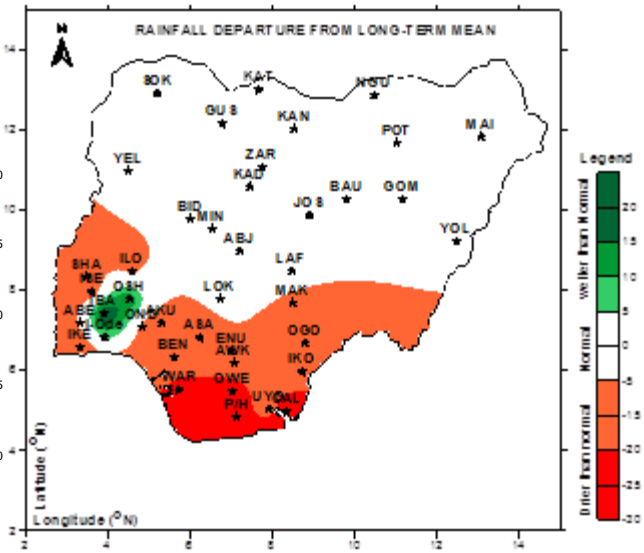 RAINFALL DEPARTURE FROM LONG-TERM MEAN
N
14
SOK
KAT
NGU
GUS
KAN
12
POT
MAI
YEL
ZAR
KAD
BAU
GOM
10
BID
MIN
JOS
YOL
ABJ
SHA
ILO
LAF
8
OSH
LOK
MAK
IBA
ABE
I-Ode
OND
AKU
ASA
IKE
BEN
ENU
AWK
OGO
6
IKO
WAR
OWE
UYO
CAL
P/H
4
Latitude (°N)
2
Longitude (°N)
2
4
6
8
10
12
14
Legend
wetter than Normal
Normal
Drier than normal
20
15
10
5
0
-5
-15
-20
-25
-30